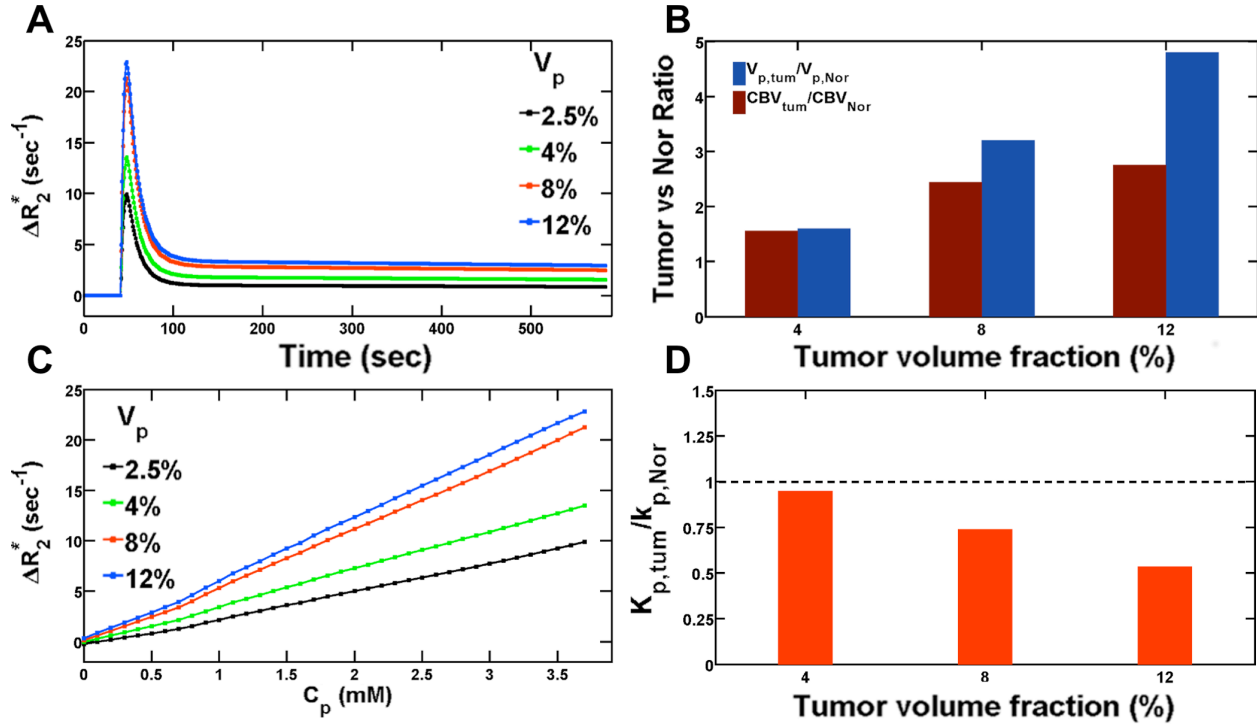 A
25
20
15
10
5
0
ΔR2* (sec-1)
0 100 200 300 400 500
Time (sec)
Vp
2.5%
4%
8%
12%
B
5
4
3
2
1
0
Tumor vs Nor Ratio
Vp,tum/Vp,Nor
CBVtum/CBVNor
4 8 12
Tumor volume fraction (%)
C
25
20
15
10
5
0
ΔR2* (sec-1)
Vp
2.5%
4%
8%
12%
0 0.5 1 1.5 2 2.5 3 3.5
Cp (mM)
D
1.5
1.25
1
0.75
0.5
0.25
0
Kp,tum/kp,Nor
4 8 12
Tumor volume fraction (%)